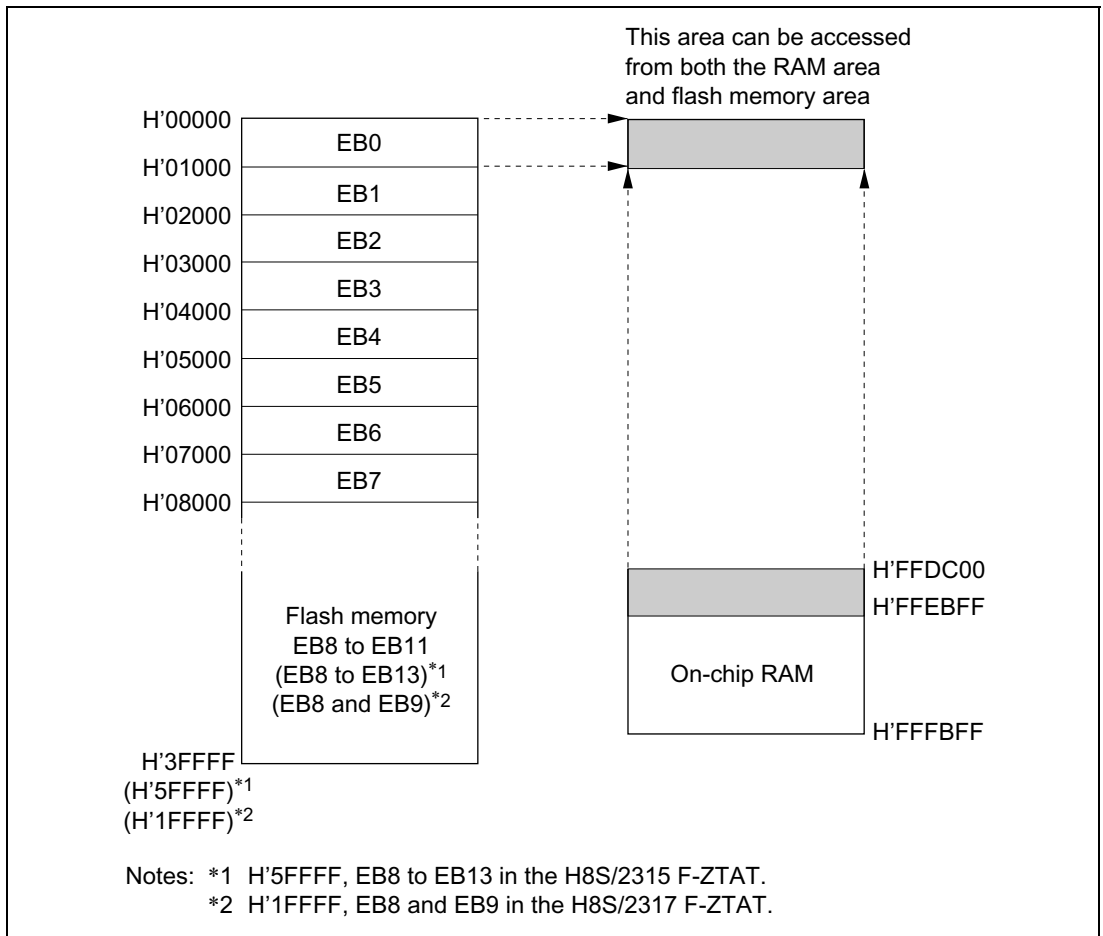 This area can be accessed
from both the RAM area
and flash memory area
H'00000
EB0
H'01000
EB1
H'02000
EB2
H'03000
EB3
H'04000
EB4
H'05000
EB5
H'06000
EB6
H'07000
EB7
H'08000
H'FFDC00
H'FFEBFF
Flash memory
EB8 to EB11
(EB8 to EB13)*1
(EB8 and EB9)*2
On-chip RAM
H'FFFBFF
H'3FFFF
(H'5FFFF)*1
(H'1FFFF)*2
Notes: *1 H'5FFFF, EB8 to EB13 in the H8S/2315 F-ZTAT.
*2 H'1FFFF, EB8 and EB9 in the H8S/2317 F-ZTAT.